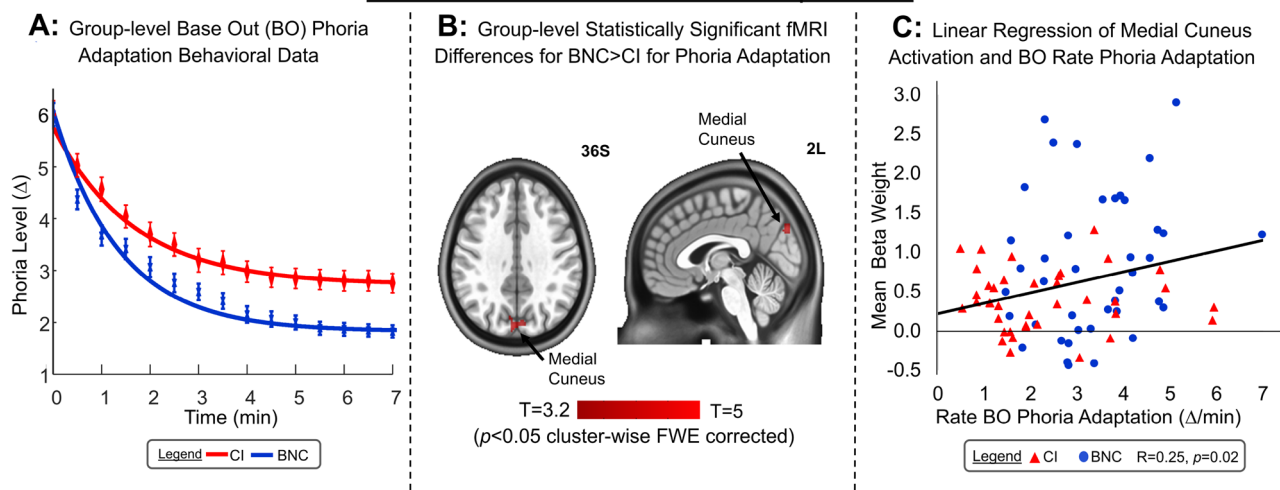 A: Group-level Base Out (BO) Phoria
Adaptation Behavioral Data
Phoria Level (Δ)
6
5
4
3
2
1
0 1 2 3 4 5 6 7
Time (min)
Legend CI BNC
B: Group-level Statistically Significant fMRI
Differences for BNC>CI for Phoria Adaptation
36S
Medial
Cuneus
2L
Medial
Cuneus
T=3.2 T=5
(p<0.05 cluster-wise FWE corrected)
C: Linear Regression of Medial Cuneus
Activation and BO Rate Phoria Adaptation
Mean Beta Weight
3.0
2.5
2.0
1.5
1.0
0.5
0.0
-0.5
0 1 2 3 4 5 6 7
Rate BO Phoria Adaptation (Δ/min)
Legend CI BNC R=0.25, p=0.02